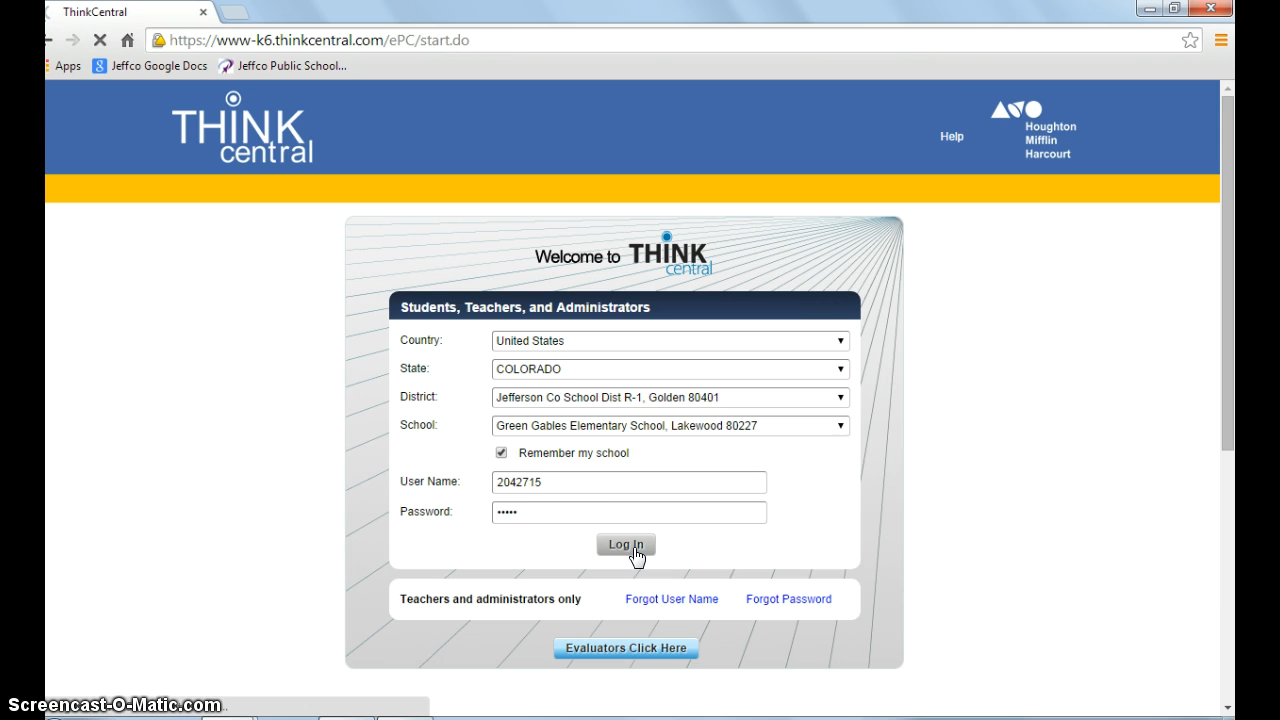 ThinkCentral
https://www-k6.thinkcentral.com/ePC/start.do
Apps Jeffco Google Docs Jeffco Public School...
THINK
central
Help
Houghton
Mifflin
Harcourt
Welcome to THINK
central
Students, Teachers, and Administrators
Country: United States
State: COLORADO
District: Jefferson Co School Dist R-1, Golden 80401
School: Green Gables Elementary School, Lakewood 80227
Remember my school
User Name: 2042715
Password: •••••
Log In
Teachers and administrators only Forgot User Name Forgot Password
Evaluators Click Here
Screencast-O-Matic.com